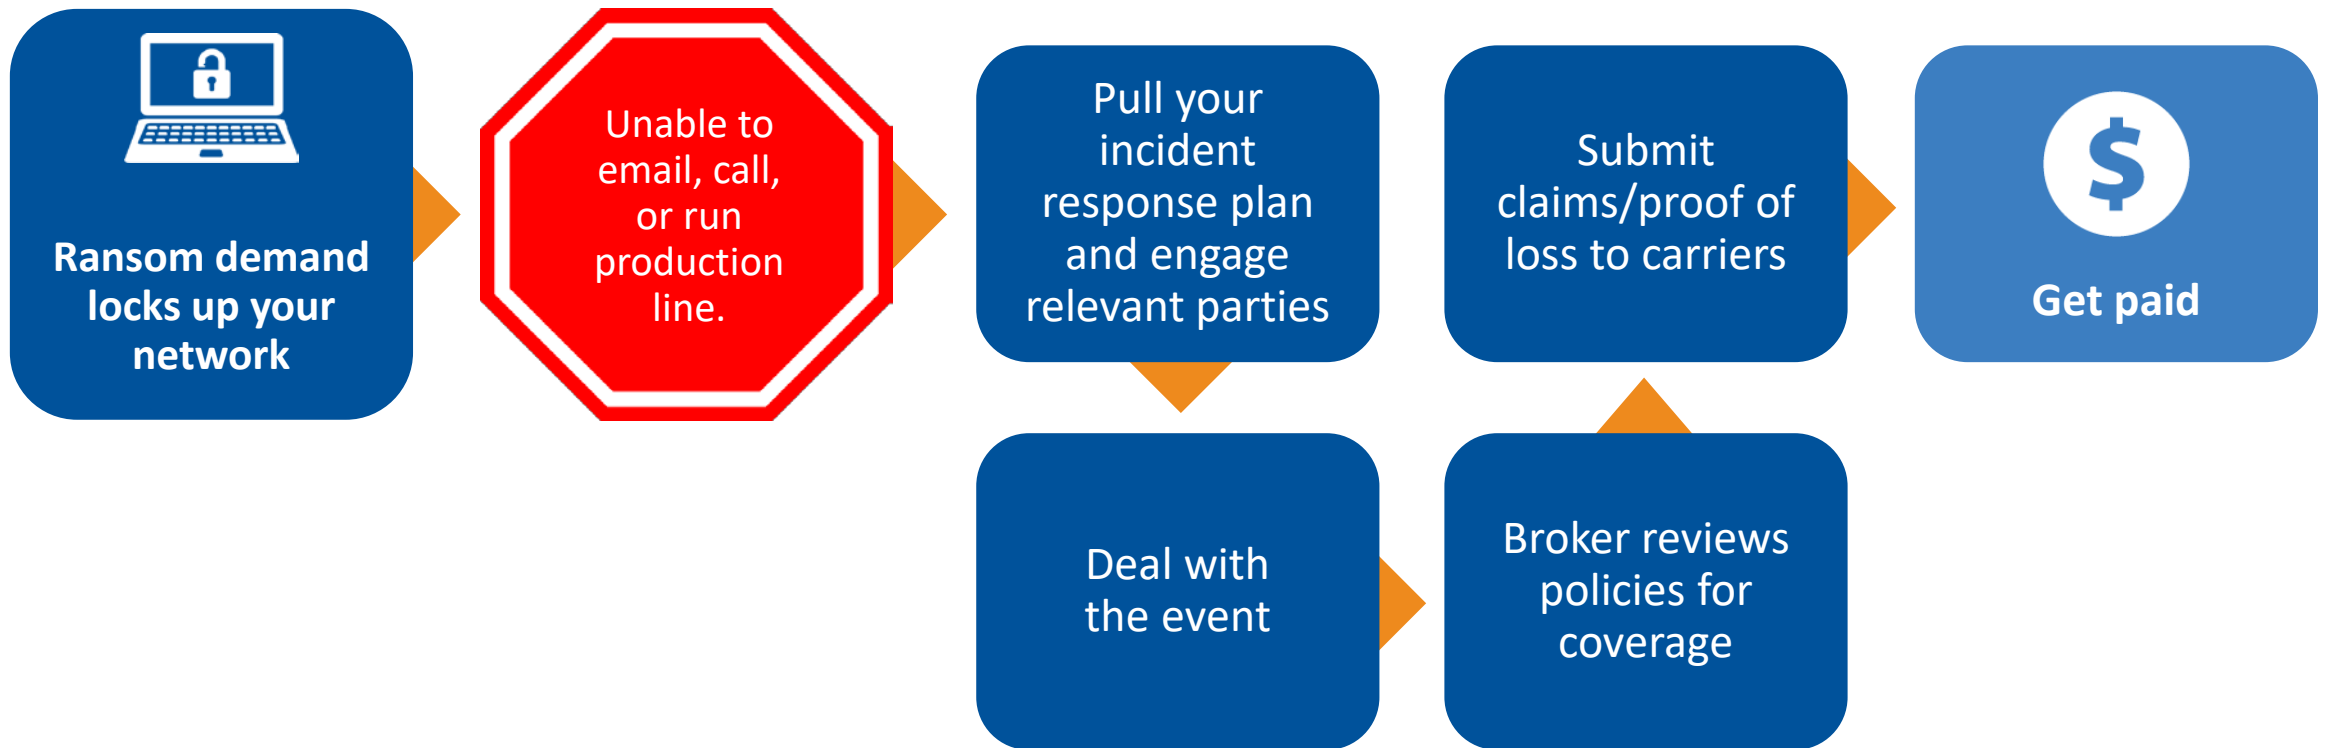 Ransom demand
locks up your
network
Unable to
email, call,
or run
production
line.
Pull your
incident
response plan
and engage
relevant parties
Deal with
the event
Broker reviews
policies for
coverage
Submit
claims/proof of
loss to carriers
$
Get paid